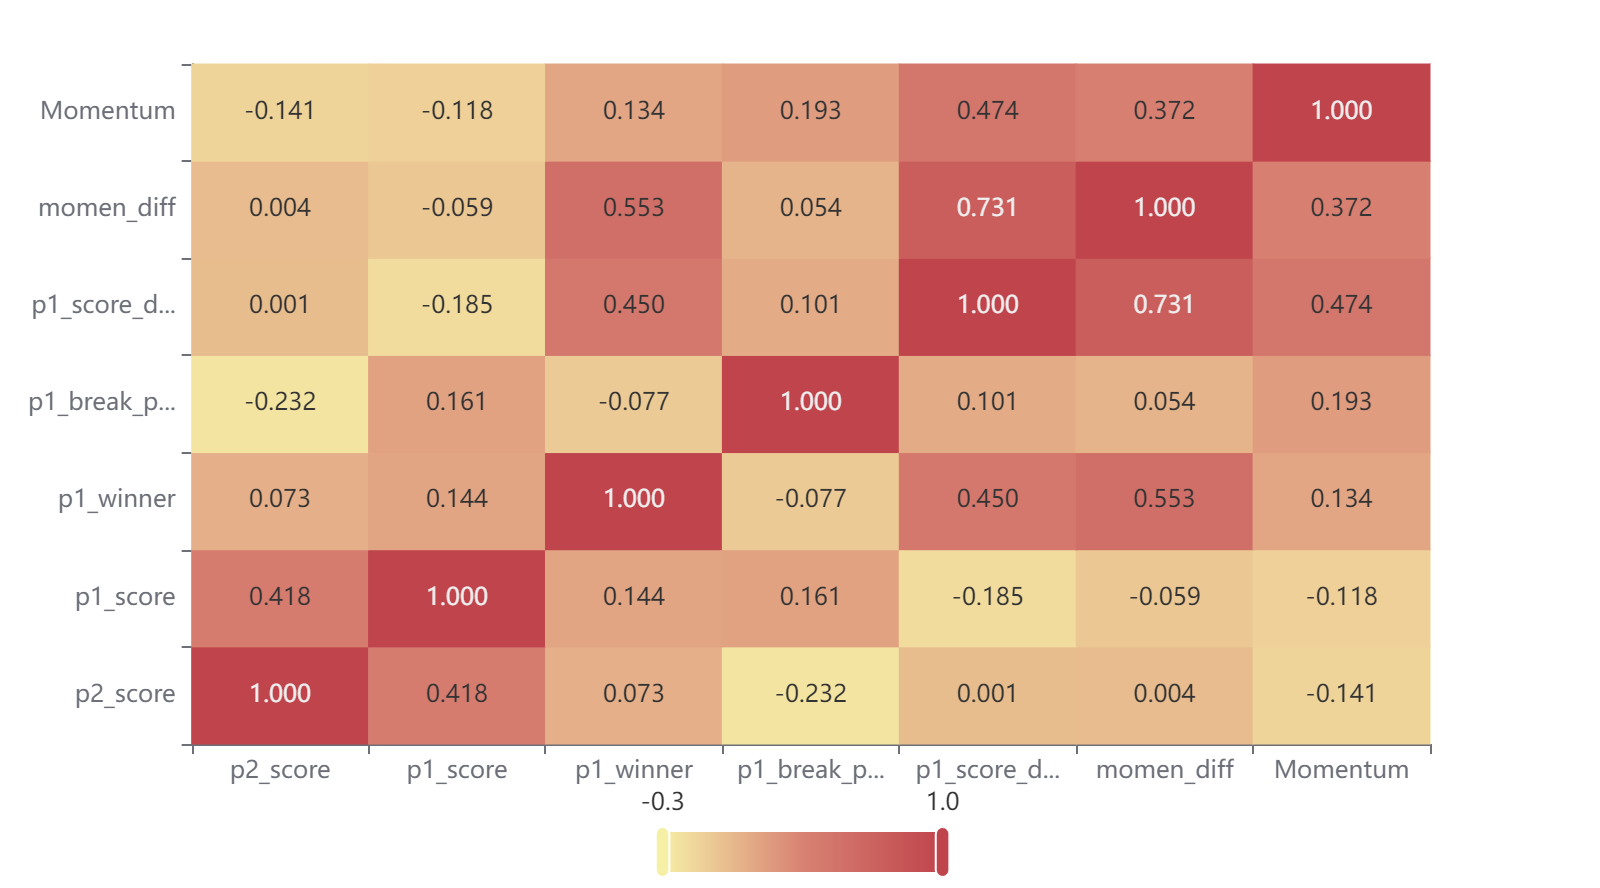 Momentum -0.141 -0.118 0.134 0.193 0.474 0.372 1.000
momen_diff 0.004 -0.059 0.553 0.054 0.731 1.000 0.372
p1_score_d... 0.001 -0.185 0.450 0.101 1.000 0.731 0.474
p1_break_p... -0.232 0.161 -0.077 1.000 0.101 0.054 0.193
p1_winner 0.073 0.144 1.000 -0.077 0.450 0.553 0.134
p1_score 0.418 1.000 0.144 0.161 -0.185 -0.059 -0.118
p2_score 1.000 0.418 0.073 -0.232 0.001 0.004 -0.141
p2_score p1_score p1_winner p1_break_p... p1_score_d... momen_diff Momentum
-0.3 1.0